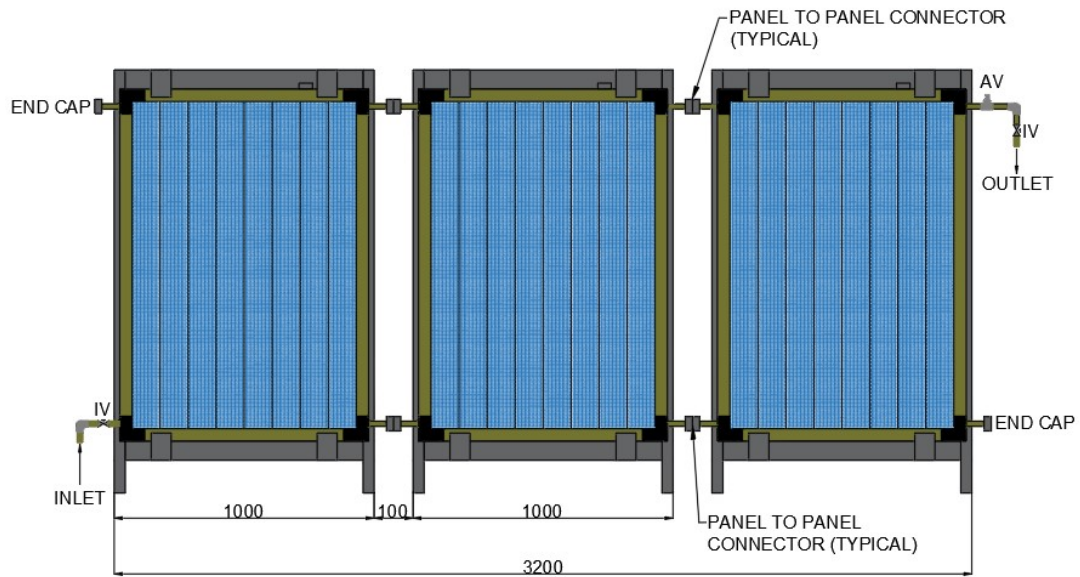 PANEL TO PANEL CONNECTOR
(TYPICAL)
END CAP
AV
IV
OUTLET
IV
END CAP
INLET
1000
100
1000
PANEL TO PANEL
CONNECTOR (TYPICAL)
3200